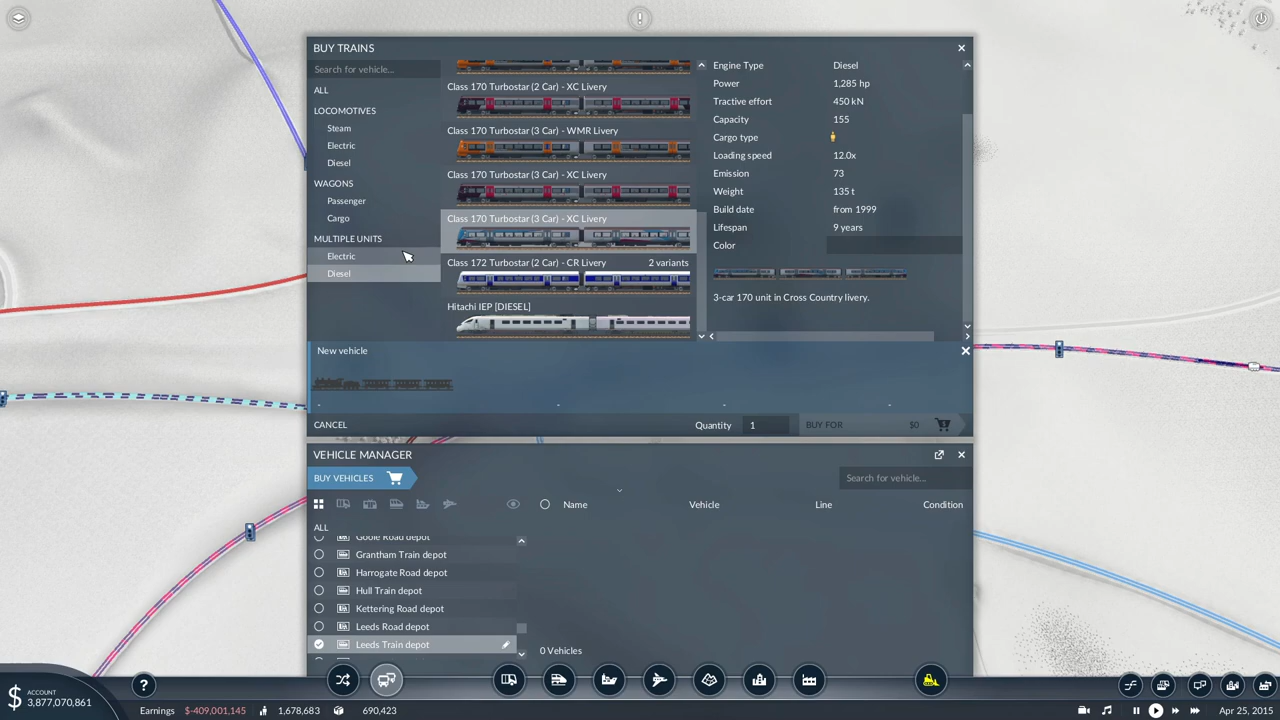 BUY TRAINS
Search for vehicle...
ALL
LOCOMOTIVES
Steam
Electric
Diesel
WAGONS
Passenger
Cargo
MULTIPLE UNITS
Electric
Diesel
Class 170 Turbostar (2 Car) - XC Livery
Class 170 Turbostar (3 Car) - WMR Livery
Class 170 Turbostar (3 Car) - XC Livery
Class 170 Turbostar (3 Car) - XC Livery
Class 172 Turbostar (2 Car) - CR Livery 2 variants
Hitachi IEP [DIESEL]
Engine Type Diesel
Power 1,285 hp
Tractive effort 450 kN
Capacity 155
Cargo type
Loading speed 12.0x
Emission 73
Weight 135 t
Build date from 1999
Lifespan 9 years
Color
3-car 170 unit in Cross Country livery.
New vehicle
- - - -
CANCEL Quantity 1 BUY FOR $0
VEHICLE MANAGER
BUY VEHICLES Search for vehicle...
Name Vehicle Line Condition
ALL
Goole Road depot
Grantham Train depot
Harrogate Road depot
Hull Train depot
Kettering Road depot
Leeds Road depot
Leeds Train depot
0 Vehicles
$ ACCOUNT
3,877,070,861
?
Earnings $-409,001,145 1,678,683 690,423 Apr 25, 2015